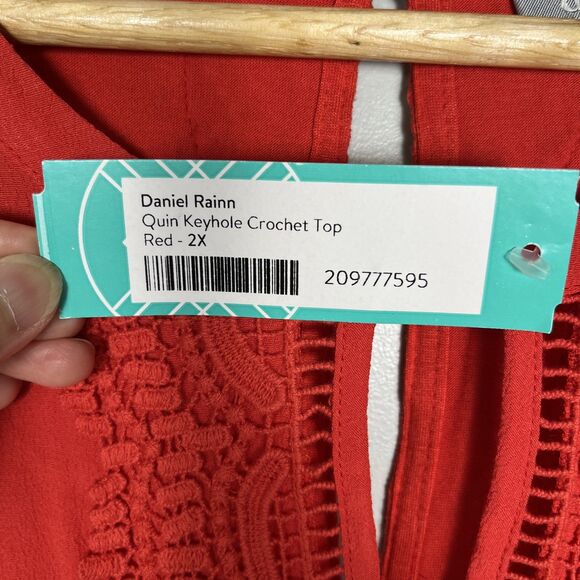 Daniel Rainn
Quin Keyhole Crochet Top
Red - 2X
209777595